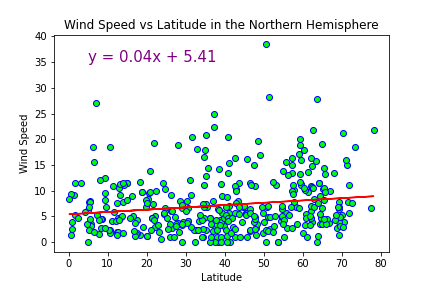 Wind Speed vs Latitude in the Northern Hemisphere
y = 0.04x + 5.41
Wind Speed
40
35
30
25
20
15
10
5
0
0 10 20 30 40 50 60 70 80
Latitude